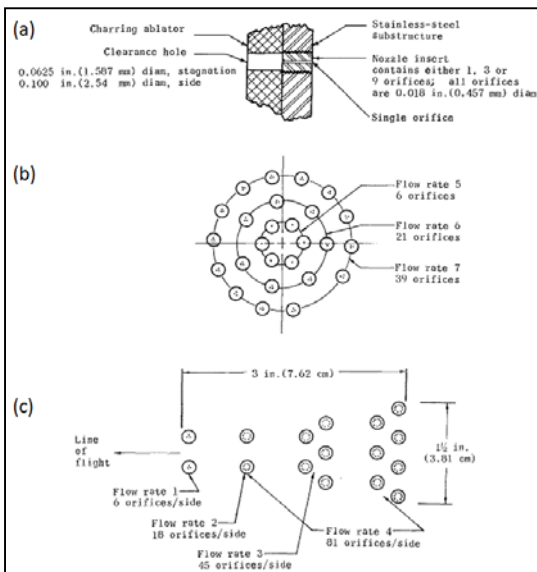 (a)
Charring ablator
Clearance hole
0.0625 in.(1.587 mm) diam, stagnation
0.100 in.(2.54 mm) diam, side
Stainless-steel
substructure
Nozzle insert
contains either 1, 3 or
9 orifices; all orifices
are 0.018 in.(0.457 mm) diam
Single orifice
(b)
Flow rate 5
6 orifices
Flow rate 6
21 orifices
Flow rate 7
39 orifices
(c)
3 in.(7.62 cm)
Line
of
flight
1½ in.
(3.81 cm)
Flow rate 1
6 orifices/side
Flow rate 2
18 orifices/side
Flow rate 3
45 orifices/side
Flow rate 4
81 orifices/side